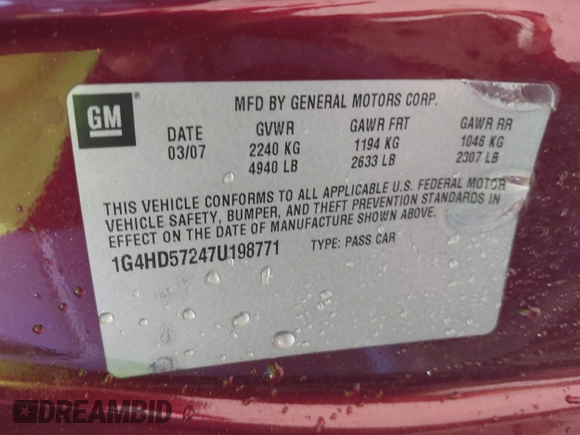 GM ®
MFD BY GENERAL MOTORS CORP.
DATE GVWR GAWR FRT GAWR RR
03/07 2240 KG 1194 KG 1046 KG
4940 LB 2633 LB 2307 LB
THIS VEHICLE CONFORMS TO ALL APPLICABLE U.S. FEDERAL MOTOR
VEHICLE SAFETY, BUMPER, AND THEFT PREVENTION STANDARDS IN
EFFECT ON THE DATE OF MANUFACTURE SHOWN ABOVE.
1G4HD57247U198771 TYPE: PASS CAR
DREAMBID